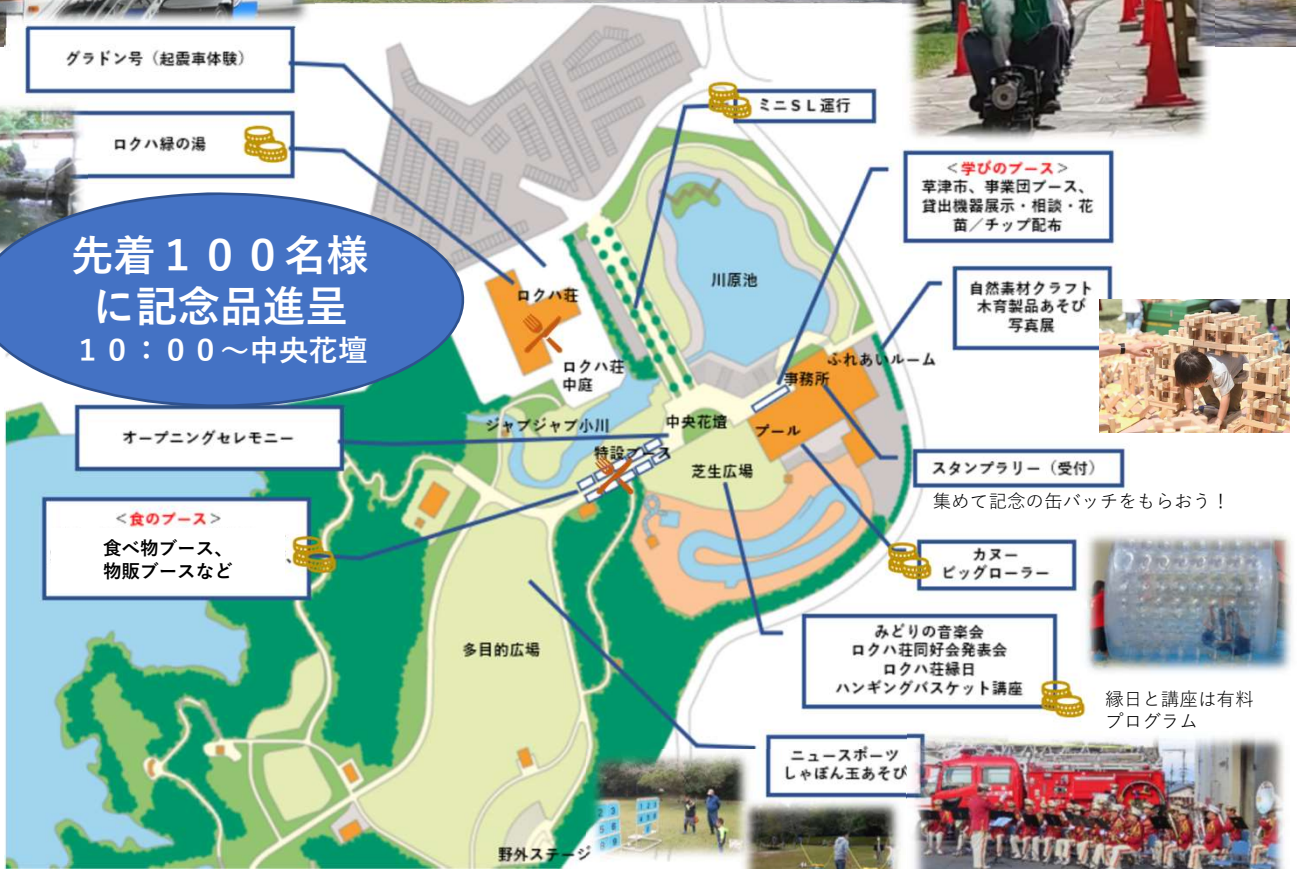 グラドン号（起震車体験）
ロクハ緑の湯
先着１００名様
に記念品進呈
１０：００～中央花壇
ミニＳＬ運行
＜学びのブース＞
草津市、事業団ブース、
貸出機器展示・相談・花
苗／チップ配布
自然素材クラフト
木育製品あそび
写真展
川原池
ロクハ荘
ロクハ荘
中庭
ふれあいルーム
事務所
プール
中央花壇
ジャブジャブ小川
特設ブース
芝生広場
オープニングセレモニー
スタンプラリー（受付）
集めて記念の缶バッチをもらおう！
＜食のブース＞
食べ物ブース、
物販ブースなど
カヌー
ビッグローラー
みどりの音楽会
ロクハ荘同好会発表会
ロクハ荘縁日
ハンギングバスケット講座
縁日と講座は有料
プログラム
多目的広場
ニュースポーツ
しゃぼん玉あそび
野外ステージ